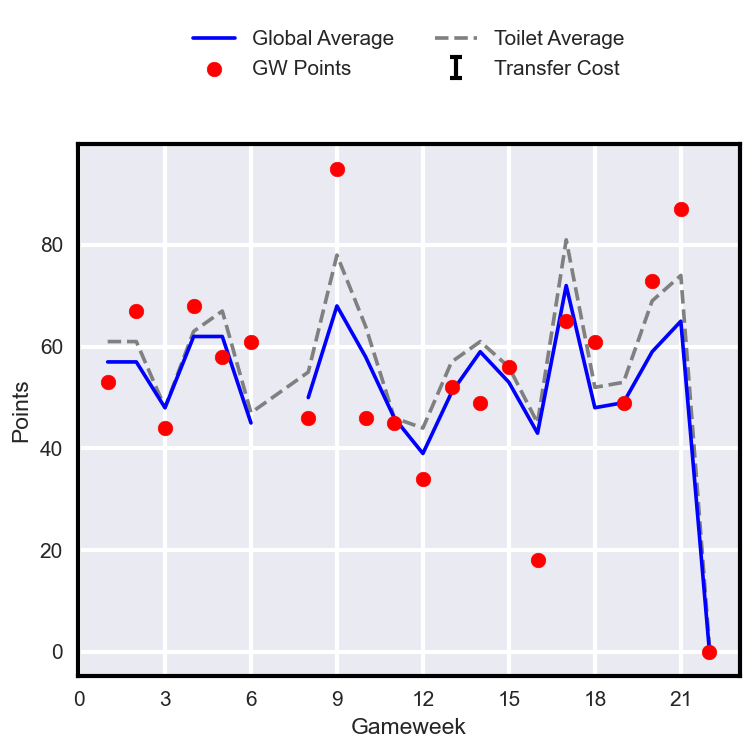 Global Average
Toilet Average
GW Points
Transfer Cost
80
60
40
20
0
Points
0 3 6 9 12 15 18 21
Gameweek